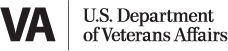 VA
U.S. Department
of Veterans Affairs